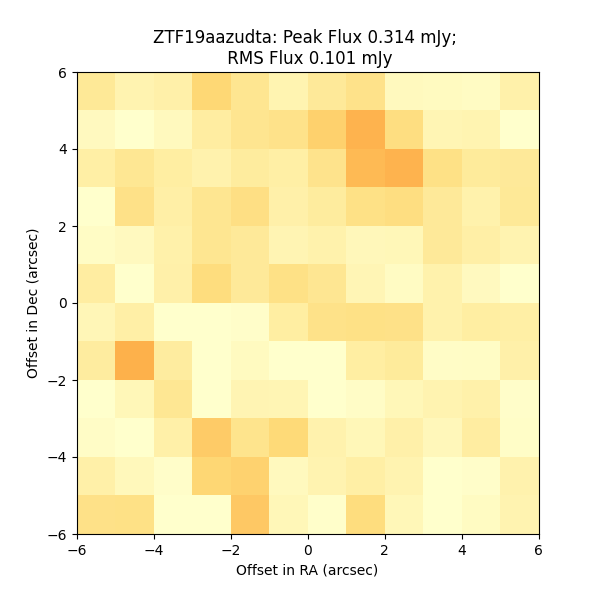 ZTF19aazudta: Peak Flux 0.314 mJy;
RMS Flux 0.101 mJy
6
4
2
0
−2
−4
−6
Offset in Dec (arcsec)
−6 −4 −2 0 2 4 6
Offset in RA (arcsec)